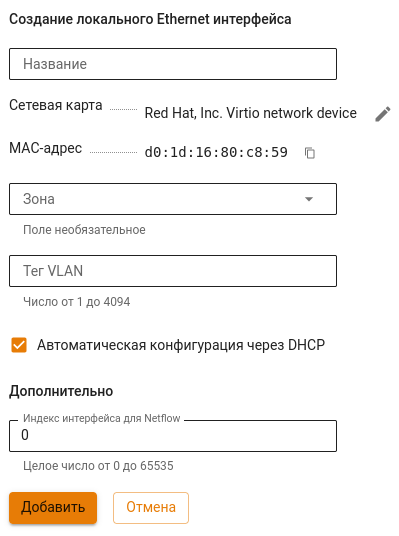 Создание локального Ethernet интерфейса
Название
Сетевая карта
Red Hat, Inc. Virtio network device
MAC-адрес
d0:1d:16:80:c8:59
Зона
Поле необязательное
Тег VLAN
Число от 1 до 4094
Автоматическая конфигурация через DHCP
Дополнительно
Индекс интерфейса для Netflow
0
Целое число от 0 до 65535
Добавить
Отмена